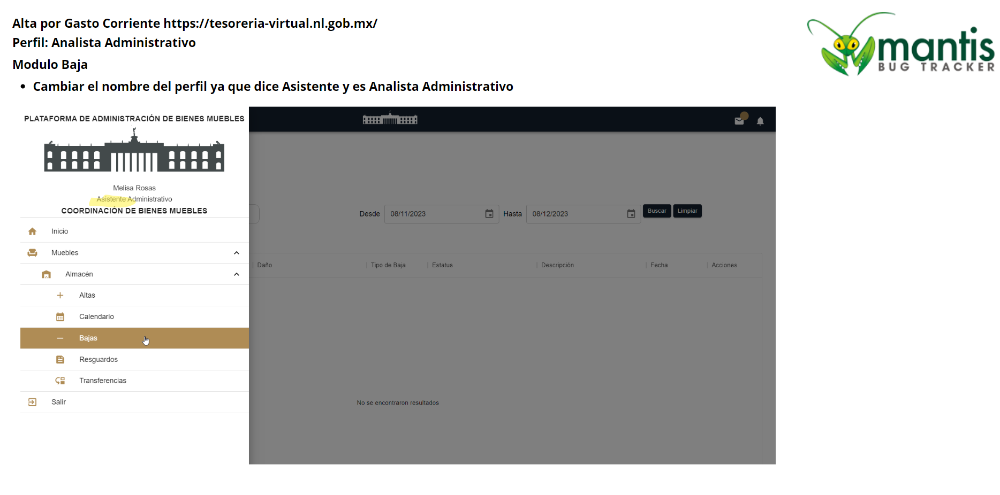 Alta por Gasto Corriente https://tesoreria-virtual.nl.gob.mx/
Perfil: Analista Administrativo
Modulo Baja
• Cambiar el nombre del perfil ya que dice Asistente y es Analista Administrativo
mantis
BUG TRACKER
PLATAFORMA DE ADMINISTRACIÓN DE BIENES MUEBLES
Melisa Rosas
Asistente Administrativo
COORDINACIÓN DE BIENES MUEBLES
Inicio
Muebles
Almacén
Altas
Calendario
Bajas
Resguardos
Transferencias
Salir
Desde 08/11/2023 Hasta 08/12/2023 Buscar Limpiar
Daño Tipo de Baja Estatus Descripción Fecha Acciones
No se encontraron resultados